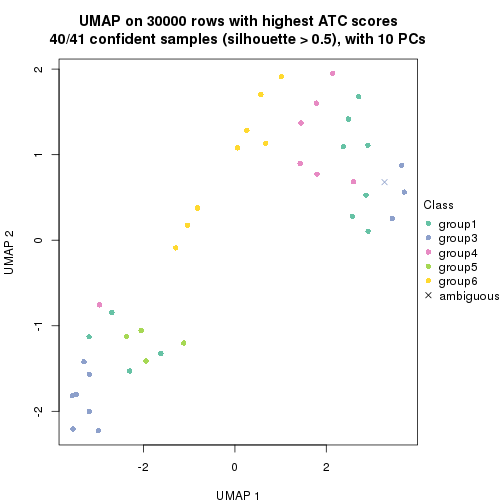 UMAP on 30000 rows with highest ATC scores
40/41 confident samples (silhouette > 0.5), with 10 PCs
2
1
0
-1
-2
UMAP 2
-2
0
2
UMAP 1
Class
group1
group3
group4
group5
group6
ambiguous